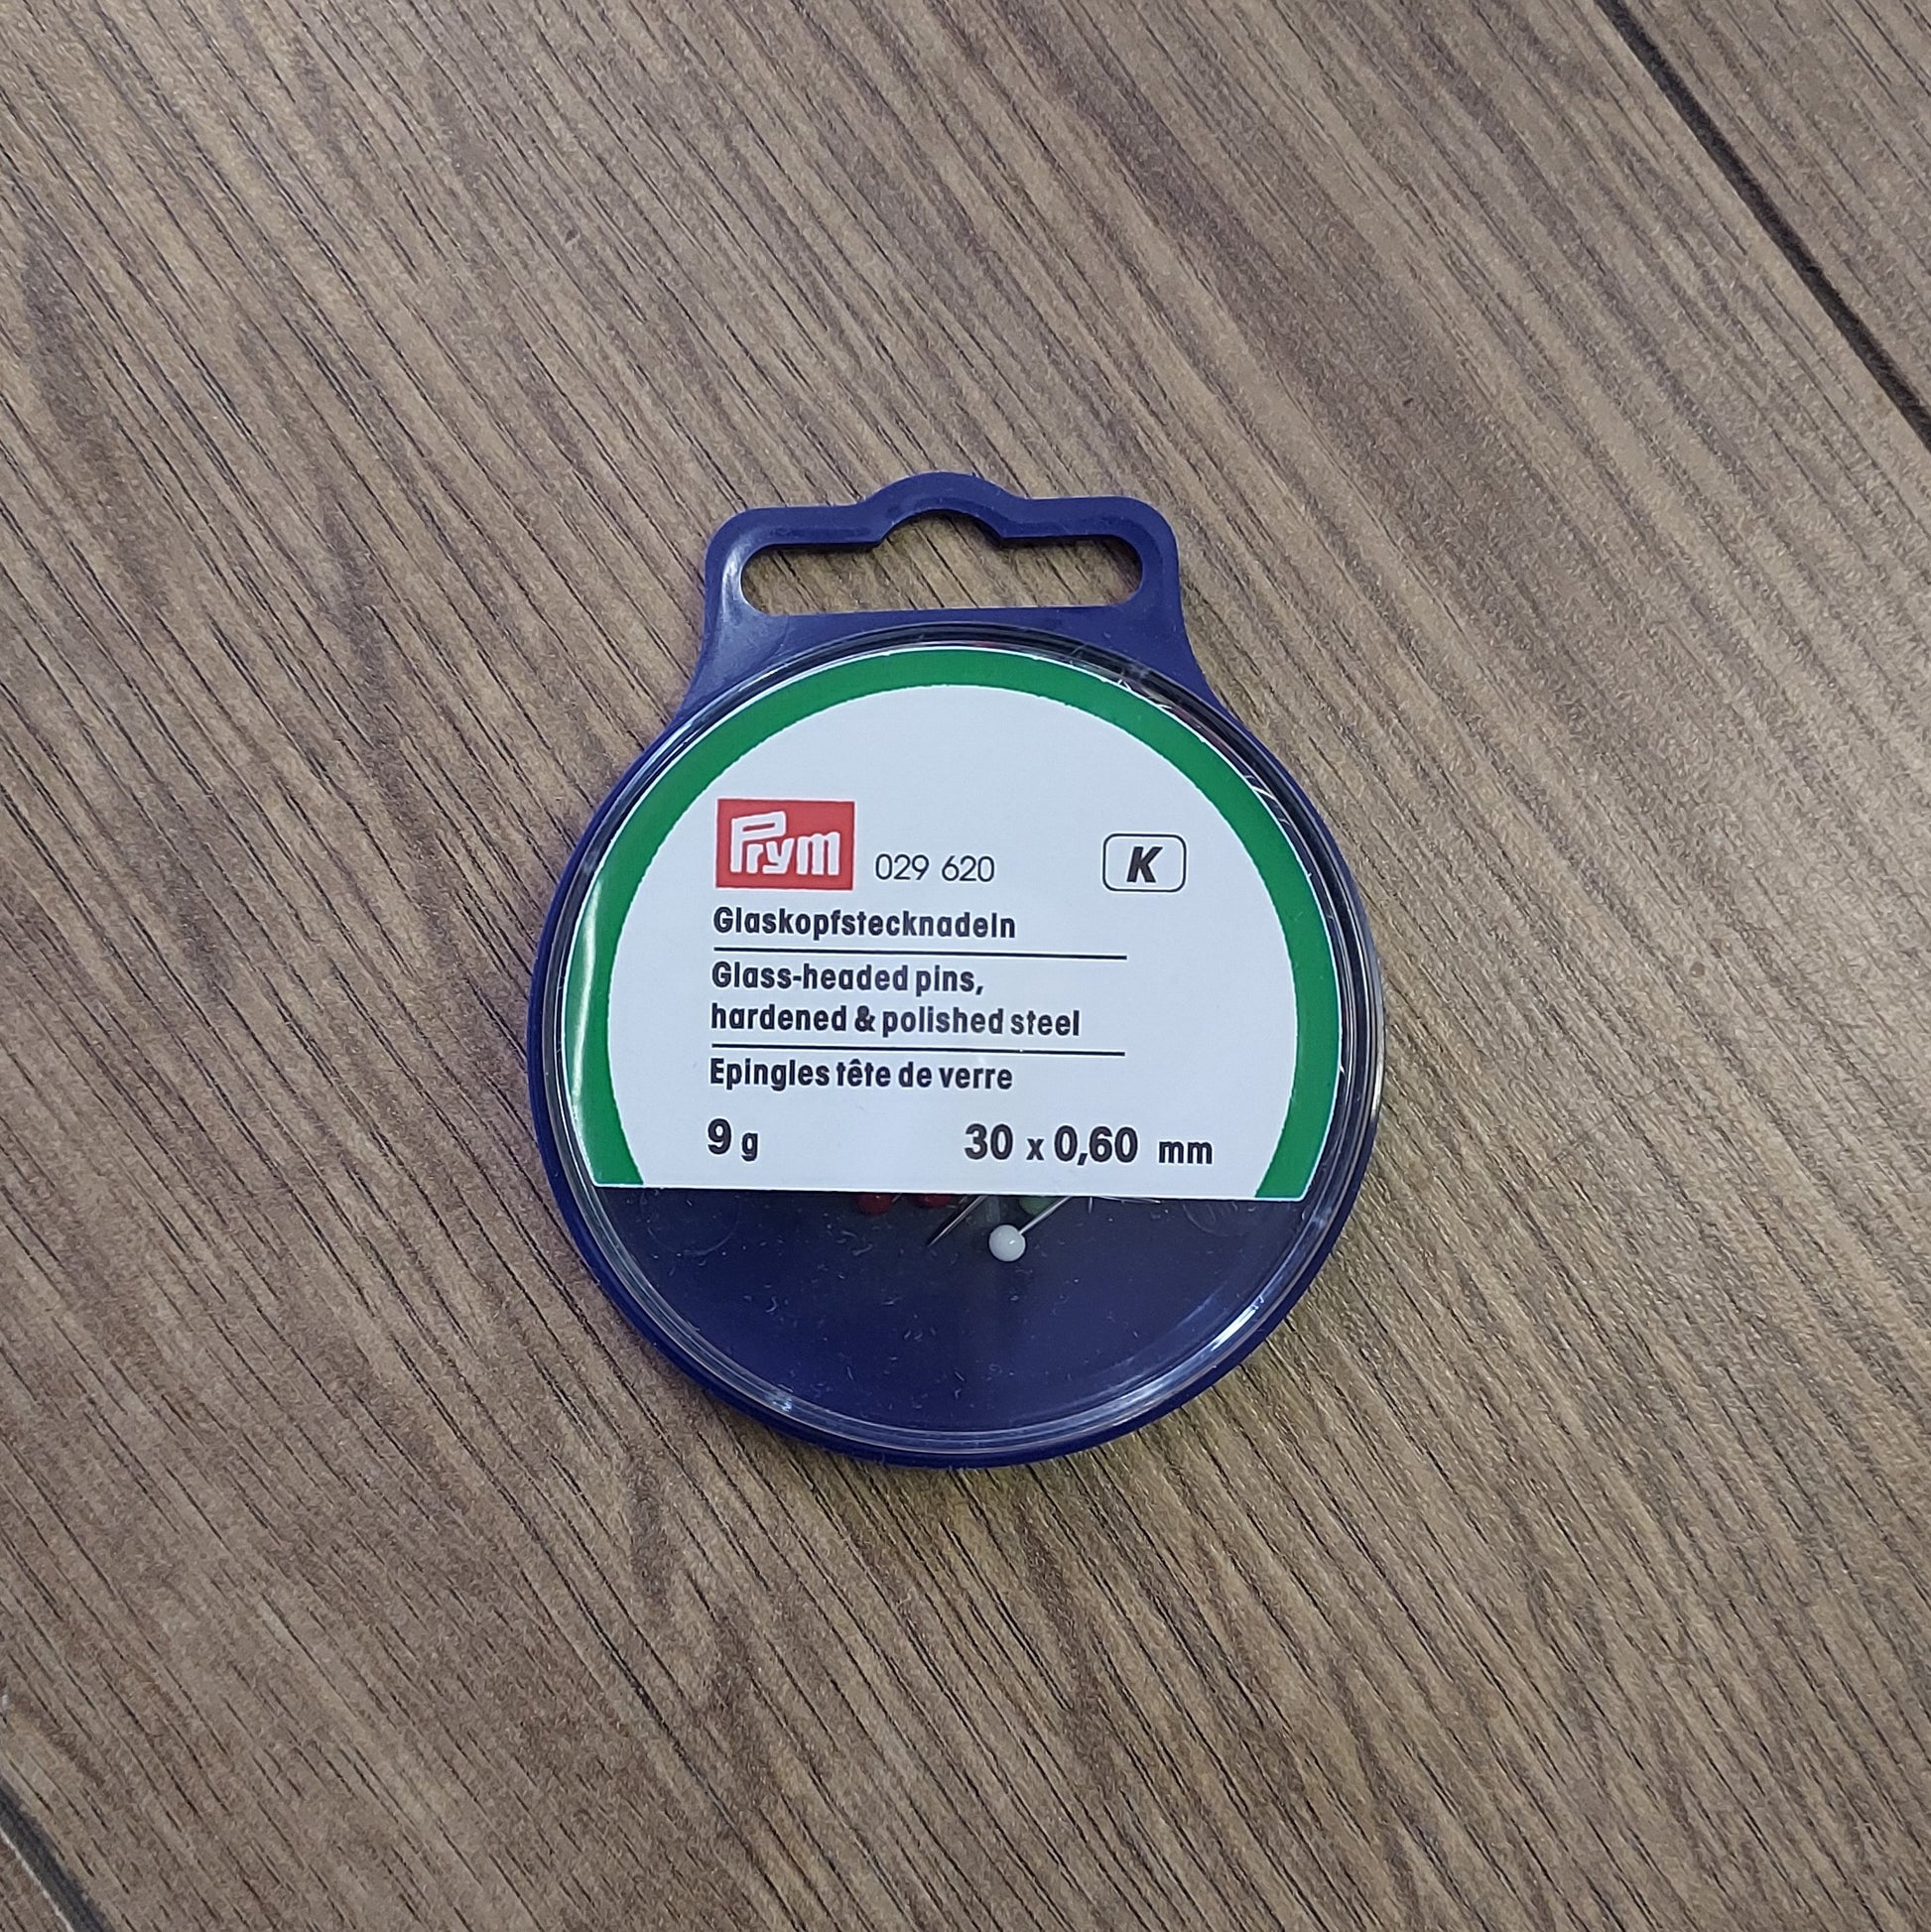 Prym 029 620 K
Glaskopfstecknadeln
Glass-headed pins,
hardened & polished steel
Epingles tête de verre
9 g 30 x 0,60 mm